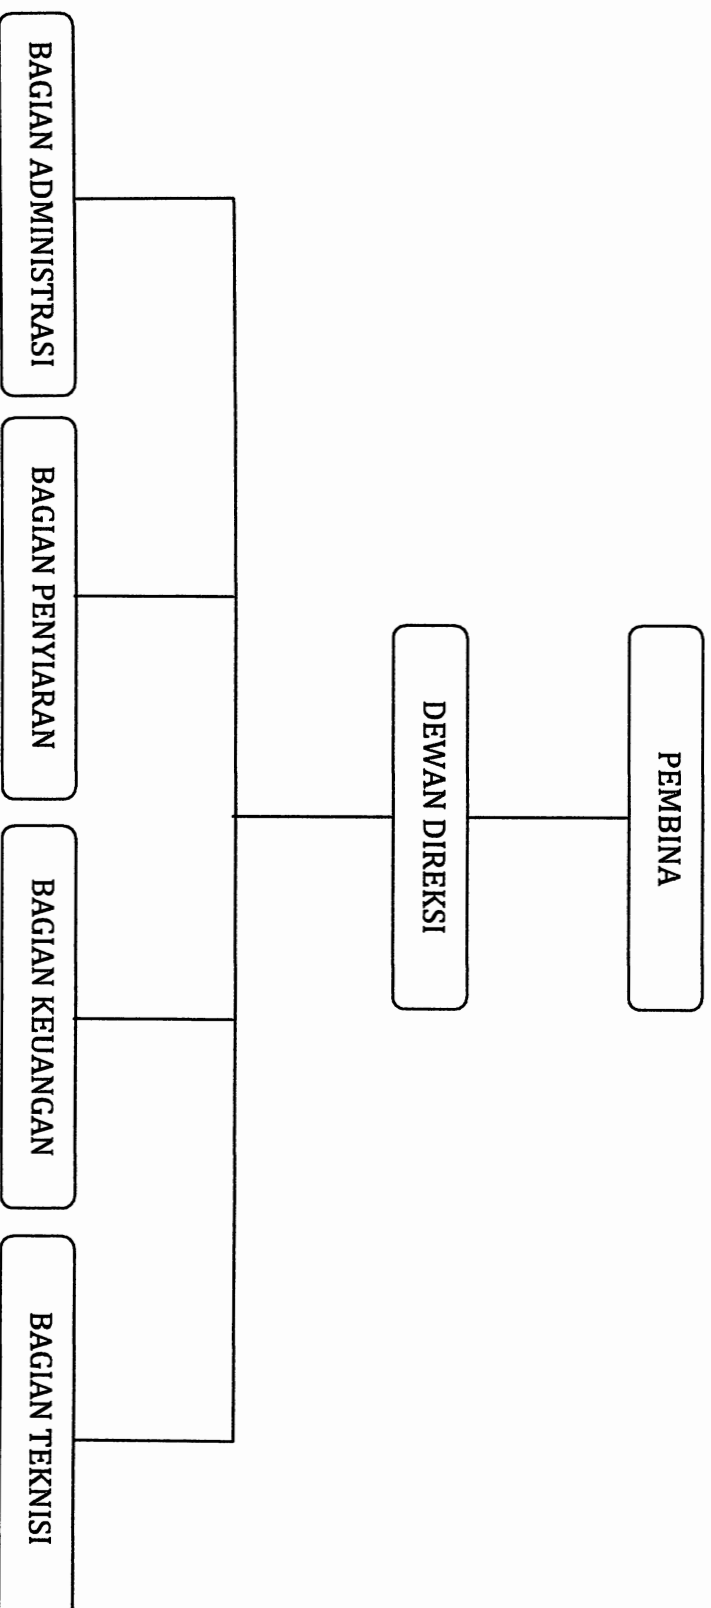 PEMBINA
DEWAN DIREKSI
BAGIAN ADMINISTRASI
BAGIAN PENYIARAN
BAGIAN KEUANGAN
BAGIAN TEKNISI